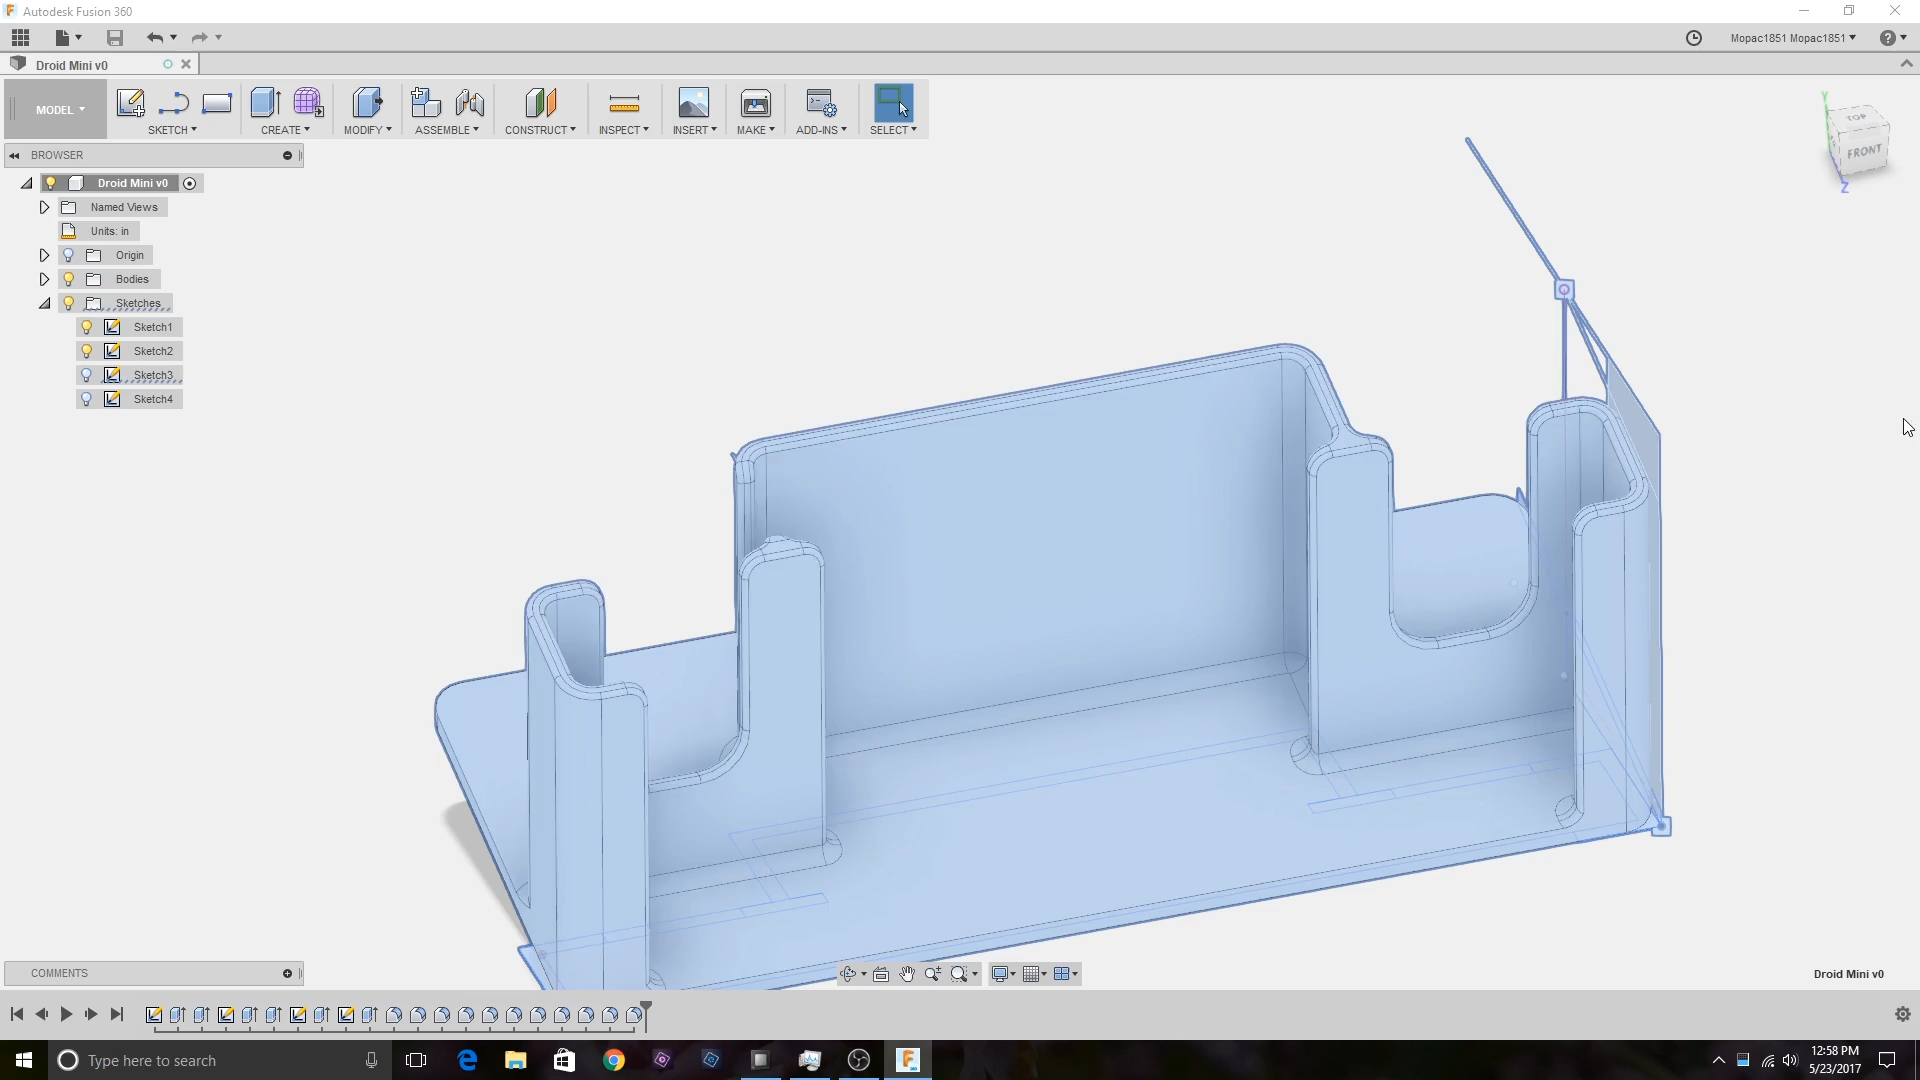 Autodesk Fusion 360
Mopac1851 Mopac1851
Droid Mini v0
MODEL
SKETCH
CREATE
MODIFY
ASSEMBLE
CONSTRUCT
INSPECT
INSERT
MAKE
ADD-INS
SELECT
Y
TOP
FRONT
Z
BROWSER
Droid Mini v0
Named Views
Units: in
Origin
Bodies
Sketches
Sketch1
Sketch2
Sketch3
Sketch4
COMMENTS
Droid Mini v0
Type here to search
12:58 PM
5/23/2017